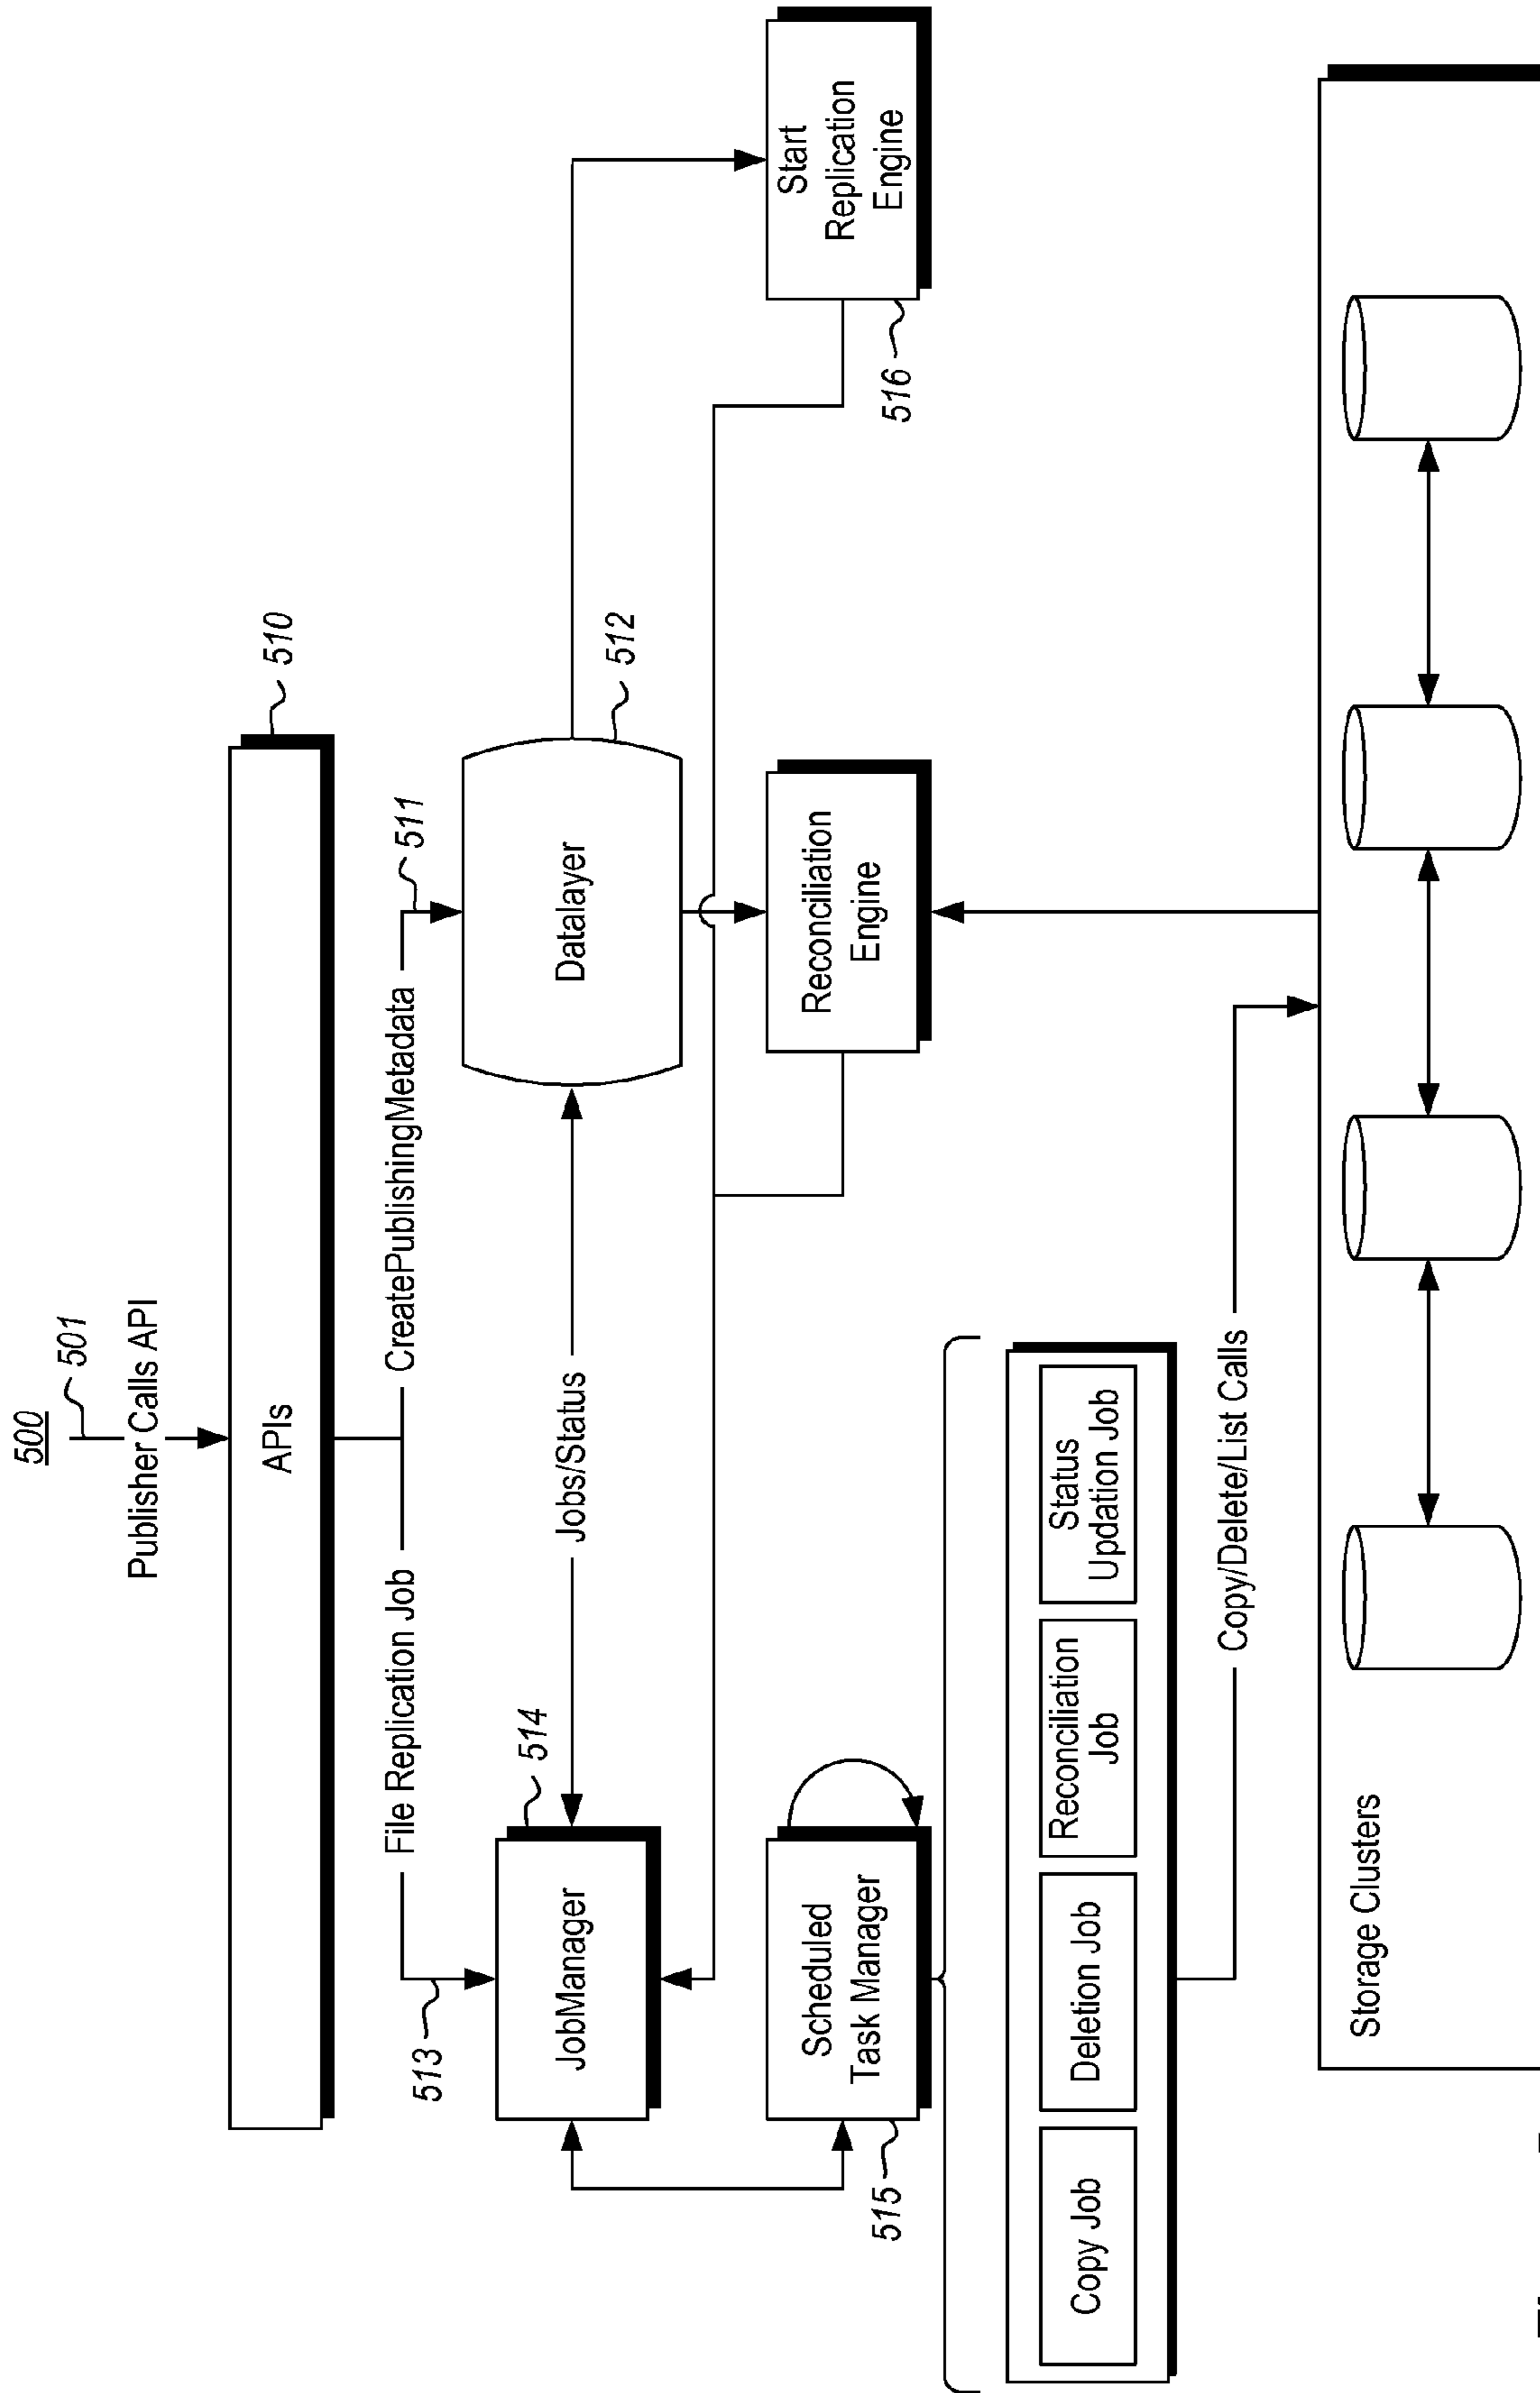 500
501
Publisher Calls API
510
APIs
File Replication Job
CreatePublishingMetadata
511
513
514
512
JobManager
Jobs/Status
Datalayer
Scheduled
Task Manager
515
Reconciliation
Engine
Start
Replication
Engine
516
Copy Job
Deletion Job
Reconciliation
Job
Status
Updation Job
Copy/Delete/List Calls
Storage Clusters